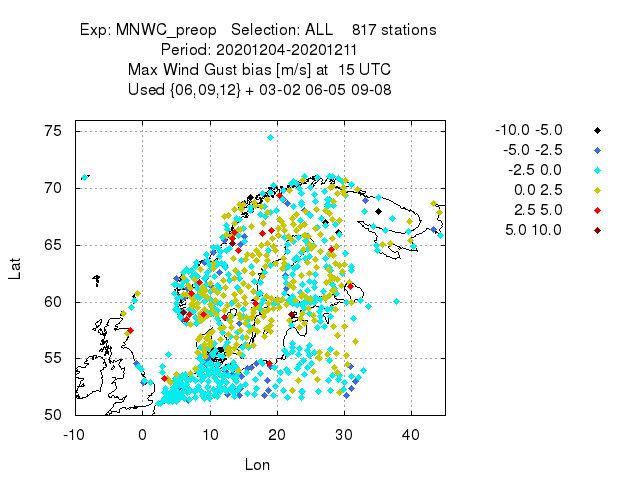 Exp: MNWC_preop   Selection: ALL    817 stations
Period: 20201204-20201211
Max Wind Gust bias [m/s] at  15 UTC
Used {06,09,12} + 03-02 06-05 09-08
75
70
65
60
55
50
-10 0 10 20 30 40
Lat
Lon
-10.0 -5.0
-5.0 -2.5
-2.5 0.0
0.0 2.5
2.5 5.0
5.0 10.0